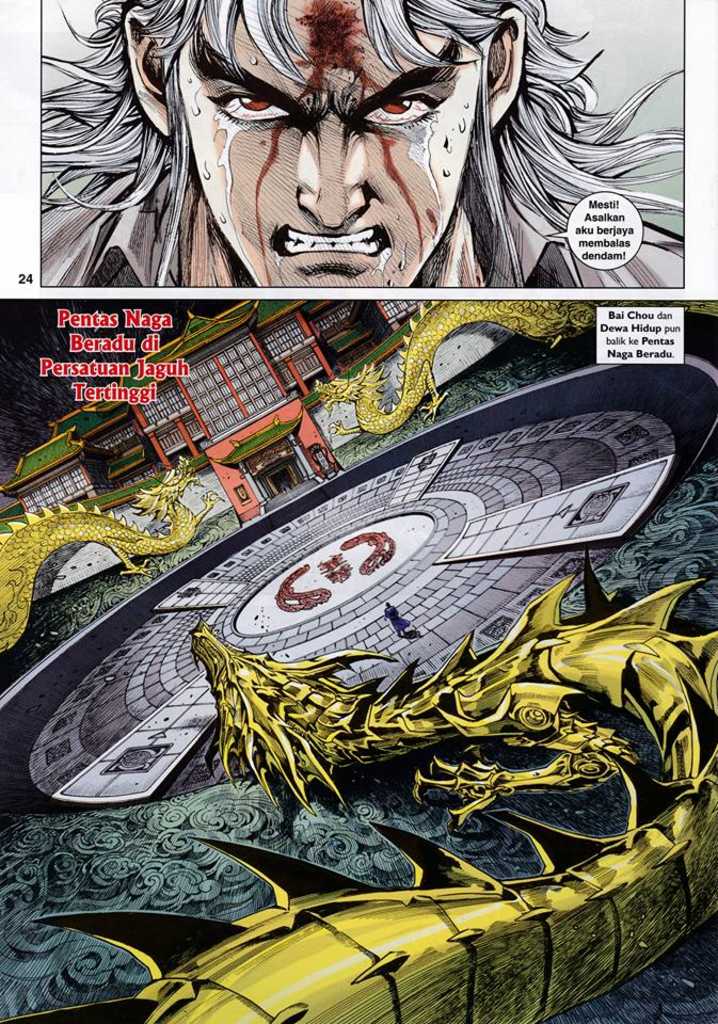 Mesti!
Asalkan
aku berjaya
membalas
dendam!
24
Pentas Naga
Beradu di
Persatuan Jaguh
Tertinggi
Bai Chou dan
Dewa Hidup pun
balik ke Pentas
Naga Beradu.